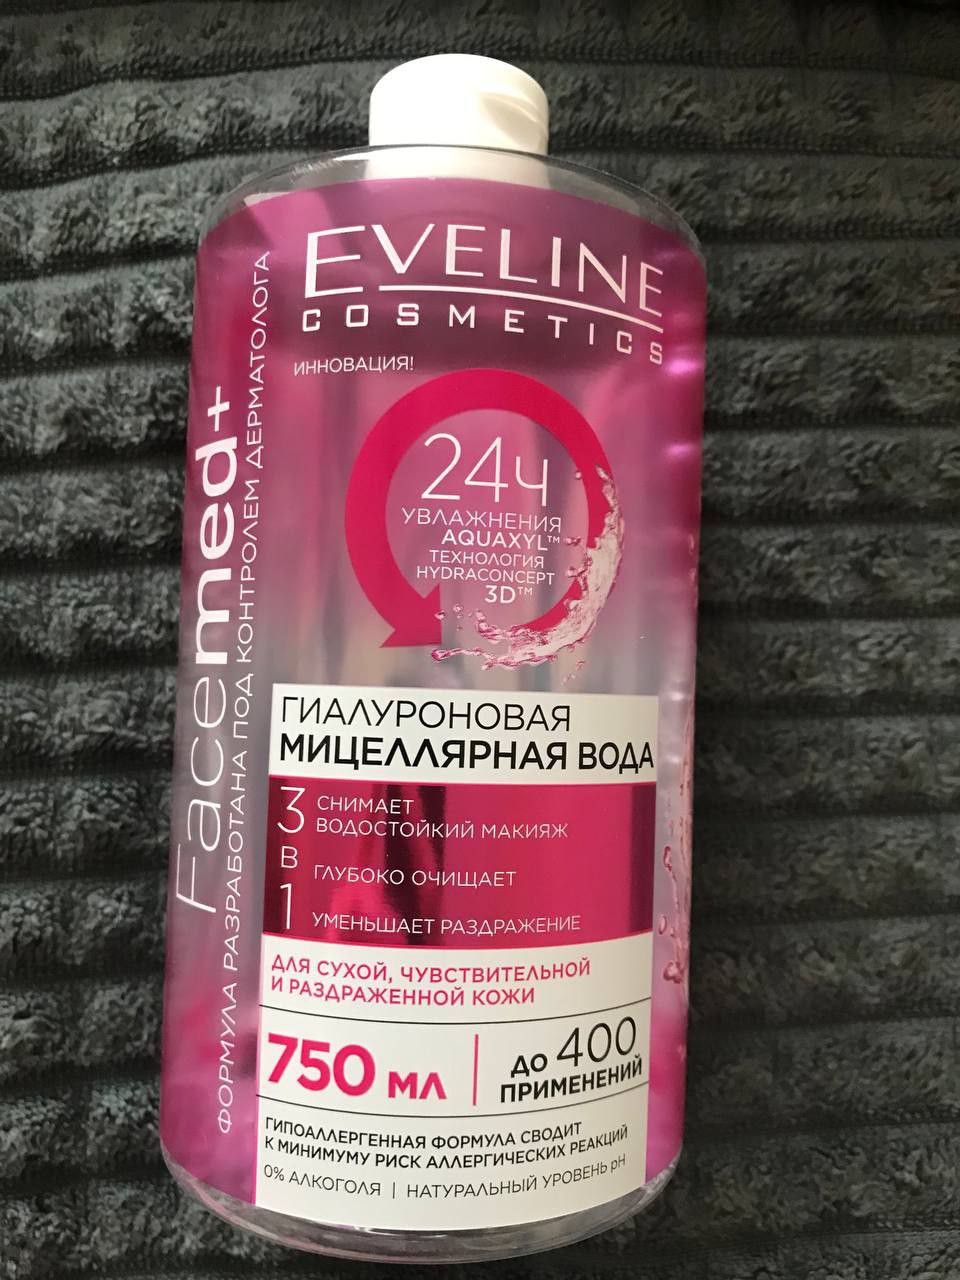 EVELINE
COSMETICS
ИННОВАЦИЯ!
24ч
УВЛАЖНЕНИЯ
AQUAXYL™
ТЕХНОЛОГИЯ
HYDRACONCEPT
3D™
Facemed+
ФОРМУЛА РАЗРАБОТАНА ПОД КОНТРОЛЕМ ДЕРМАТОЛОГА
ГИАЛУРОНОВАЯ
МИЦЕЛЛЯРНАЯ ВОДА
3 В 1
СНИМАЕТ
ВОДОСТОЙКИЙ МАКИЯЖ
ГЛУБОКО ОЧИЩАЕТ
УМЕНЬШАЕТ РАЗДРАЖЕНИЕ
ДЛЯ СУХОЙ, ЧУВСТВИТЕЛЬНОЙ
И РАЗДРАЖЕННОЙ КОЖИ
750 МЛ
ДО 400
ПРИМЕНЕНИЙ
ГИПОАЛЛЕРГЕННАЯ ФОРМУЛА СВОДИТ
К МИНИМУМУ РИСК АЛЛЕРГИЧЕСКИХ РЕАКЦИЙ
0% АЛКОГОЛЯ | НАТУРАЛЬНЫЙ УРОВЕНЬ pH